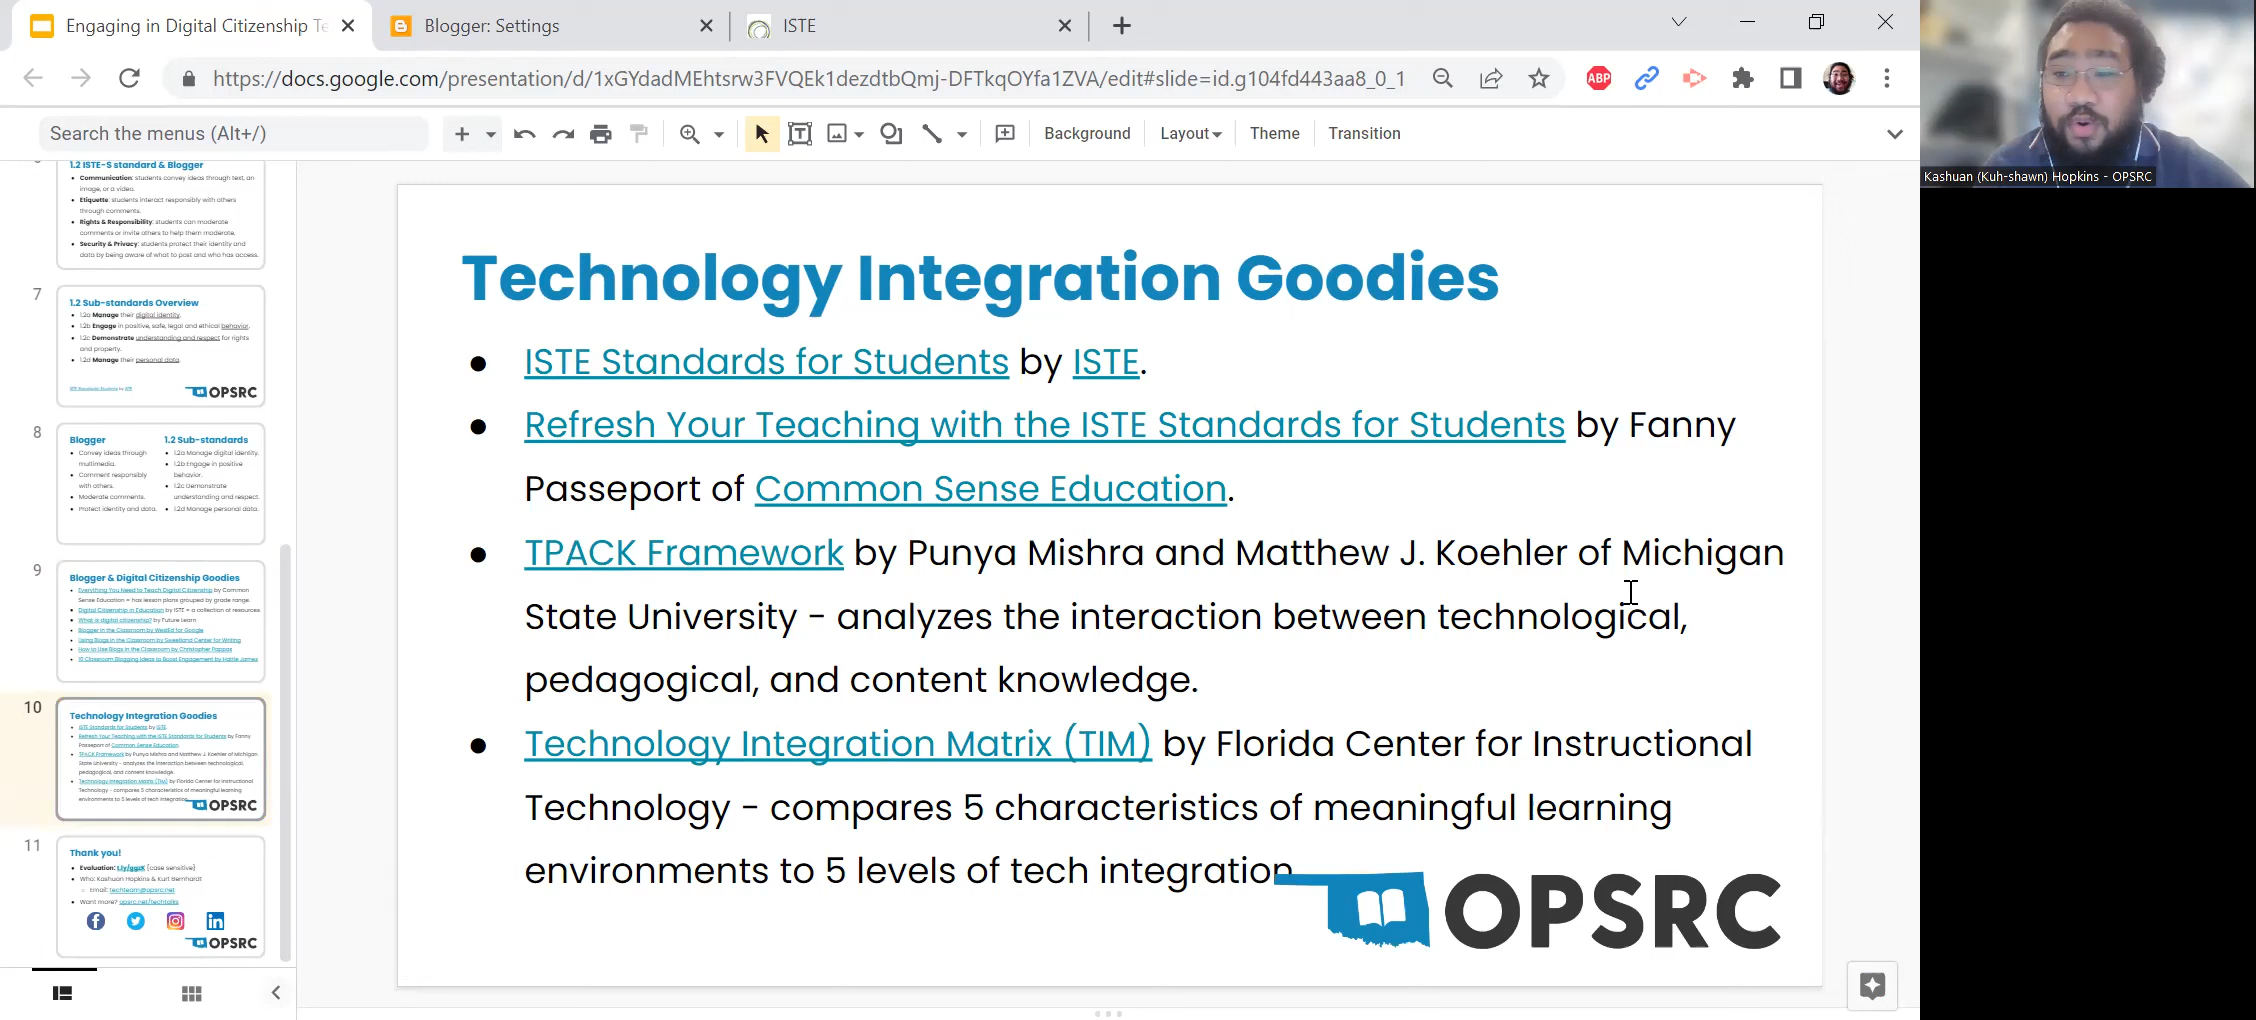 Engaging in Digital Citizenship Te
Blogger: Settings
ISTE
https://docs.google.com/presentation/d/1xGYdadMEhtsrw3FVQEk1dezdtbQmj-DFTkqOYfa1ZVA/edit#slide=id.g104fd443aa8_0_1
ABP
Search the menus (Alt+/)
Background
Layout
Theme
Transition
Kashuan (Kuh-shawn) Hopkins - OPSRC
1.2 ISTE-S standard & Blogger
• Communication: students convey ideas through text, an
image, or a video.
• Etiquette: students interact responsibly with others
through comments.
• Rights & Responsibility: students can moderate
comments or invite others to help them moderate.
• Security & Privacy: students protect their identity and
data by being aware of what to post and who has access.
7
1.2 Sub-standards Overview
• 1.2a Manage their digital identity.
• 1.2b Engage in positive, safe, legal and ethical behavior.
• 1.2c Demonstrate understanding and respect for rights
and property.
• 1.2d Manage their personal data.
ISTE Standards: Students by ISTE
OPSRC
8
Blogger
• Convey ideas through
multimedia.
• Comment responsibly
with others.
• Moderate comments.
• Protect identity and data.
1.2 Sub-standards
• 1.2a Manage digital identity.
• 1.2b Engage in positive
behavior.
• 1.2c Demonstrate
understanding and respect.
• 1.2d Manage personal data.
9
Blogger & Digital Citizenship Goodies
• Everything You Need to Teach Digital Citizenship by Common
Sense Education = has lesson plans grouped by grade range.
• Digital Citizenship in Education by ISTE = a collection of resources
• What is digital citizenship? by Future Learn
• Blogger in the Classroom by WestEd for Google
• Using Blogs in the Classroom by Sweetland Center for Writing
• How to Use Blogs in the Classroom by Christopher Pappas
• 10 Classroom Blogging Ideas to Boost Engagement by Hattie James
10
Technology Integration Goodies
• ISTE Standards for Students by ISTE.
• Refresh Your Teaching with the ISTE Standards for Students by Fanny
Passeport of Common Sense Education.
• TPACK Framework by Punya Mishra and Matthew J. Koehler of Michigan
State University - analyzes the interaction between technological,
pedagogical, and content knowledge.
• Technology Integration Matrix (TIM) by Florida Center for Instructional
Technology - compares 5 characteristics of meaningful learning
environments to 5 levels of tech integration
OPSRC
11
Thank you!
• Evaluation: (case sensitive)
• Who: Kashuan Hopkins & Kurt Bernhardt
○ Email: techteam@opsrc.net
• Want more? opsrc.net/techtalks
OPSRC
Technology Integration Goodies
● ISTE Standards for Students by ISTE.
● Refresh Your Teaching with the ISTE Standards for Students by Fanny
Passeport of Common Sense Education.
● TPACK Framework by Punya Mishra and Matthew J. Koehler of Michigan
State University - analyzes the interaction between technological,
pedagogical, and content knowledge.
● Technology Integration Matrix (TIM) by Florida Center for Instructional
Technology - compares 5 characteristics of meaningful learning
environments to 5 levels of tech integration
OPSRC